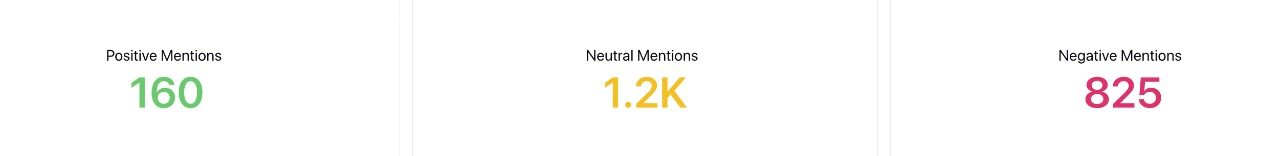 Positive Mentions
160
Neutral Mentions
1.2K
Negative Mentions
825